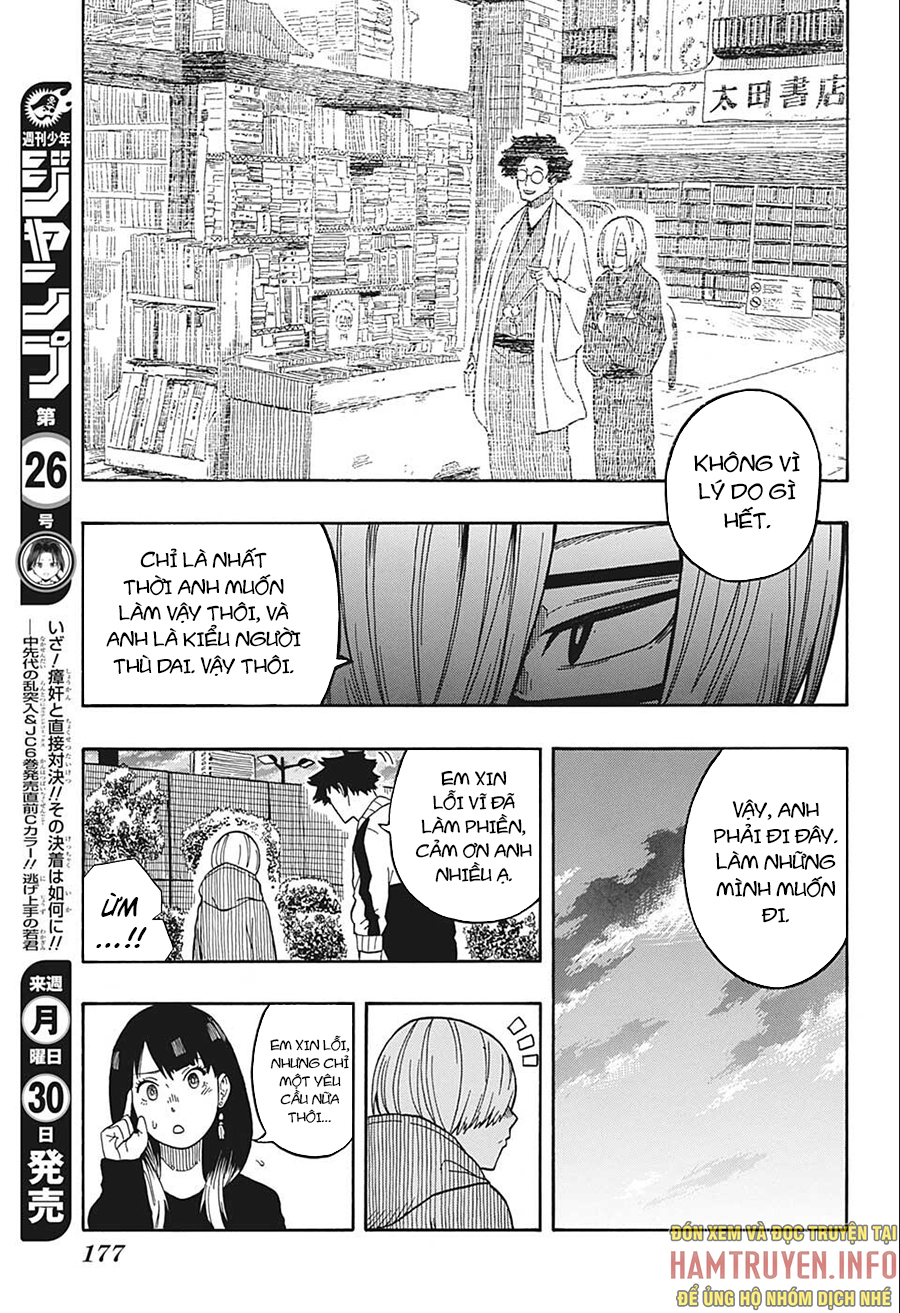 太田書店
KHÔNG VÌ
LÝ DO GÌ
HẾT.
CHỈ LÀ NHẤT
THỜI ANH MUỐN
LÀM VẬY THÔI, VÀ
ANH LÀ KIỂU NGƯỜI
THÙ DAI. VẬY THÔI.
VẬY, ANH
PHẢI ĐI ĐÂY.
LÀM NHỮNG
MÌNH MUỐN
ĐI.
EM XIN
LỖI VÌ ĐÃ
LÀM PHIỀN,
CẢM ƠN ANH
NHIỀU Ạ.
ỪM
...!!
EM XIN LỖI,
NHƯNG CHỈ
MỘT YÊU
CẦU NỮA
THÔI...
週刊少年
ジャンプ
第
26
号
いざ!瘴奸と直接対決!!その決着は如何に!!
―中先代の乱突入&JC6巻発売直前Cカラー!!逃げ上手の若君
来週
月
曜日
30
日
発売
177
ĐÓN XEM VÀ ĐỌC TRUYỆN TẠI
HAMTRUYEN.INFO
ĐỂ ỦNG HỘ NHÓM DỊCH NHÉ